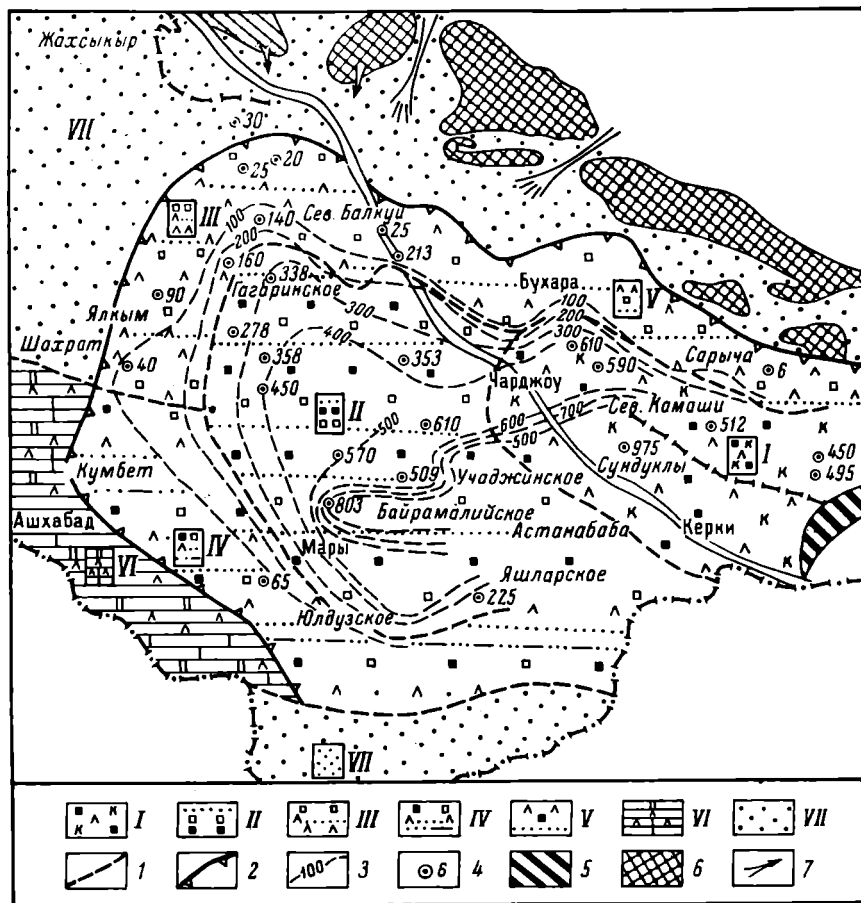 Жахсыкыр
VII
30
25 20
III
100 140 Сев. Балкуи
200
25
213
160
338
Гагаринское
Бухара
V
90
300
100
200
300
Ялкым
278
400
610
Шахрат
358
353
590
Сарыча
6
40
Чарджоу
450
II
600 700
Сев. Камаши
500
610
500
512
I
570
975
450
Кумбет
509
Учаджинское
Сундуклы
495
803
Байрамалийское
Ашхабад
Астанабаба
Керки
IV
Мары
VI
65
Яшларское
225
Юлдузское
VII
I II III IV V VI VII
1 2 100 3 6 4 5 6 7